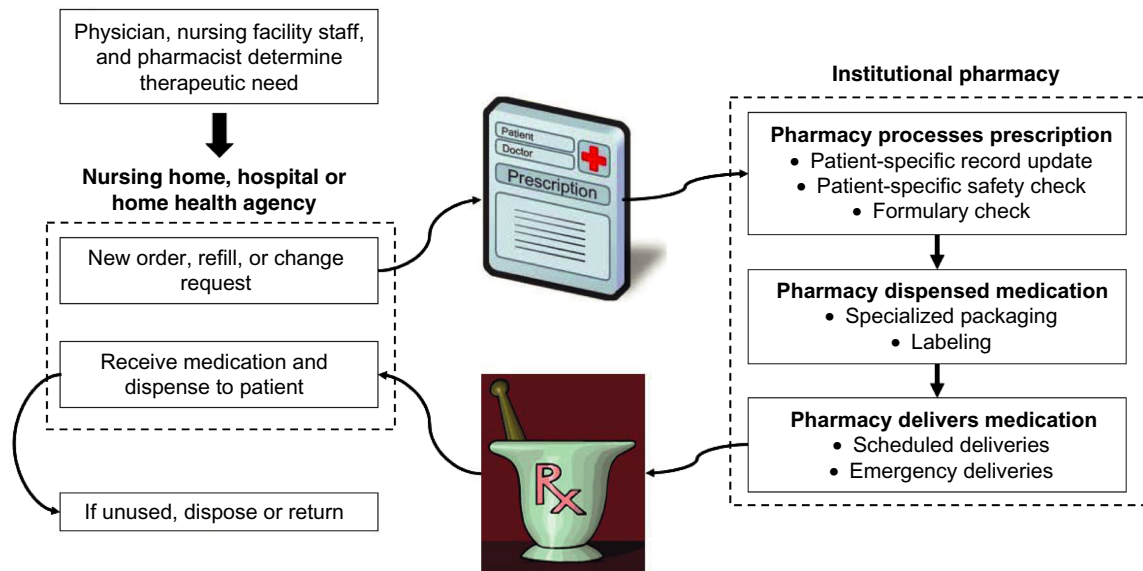 Physician, nursing facility staff,
and pharmacist determine
therapeutic need
Nursing home, hospital or
home health agency
New order, refill, or change
request
Receive medication and
dispense to patient
If unused, dispose or return
Patient
Doctor
Prescription
Rx
Institutional pharmacy
Pharmacy processes prescription
• Patient-specific record update
• Patient-specific safety check
• Formulary check
Pharmacy dispensed medication
• Specialized packaging
• Labeling
Pharmacy delivers medication
• Scheduled deliveries
• Emergency deliveries